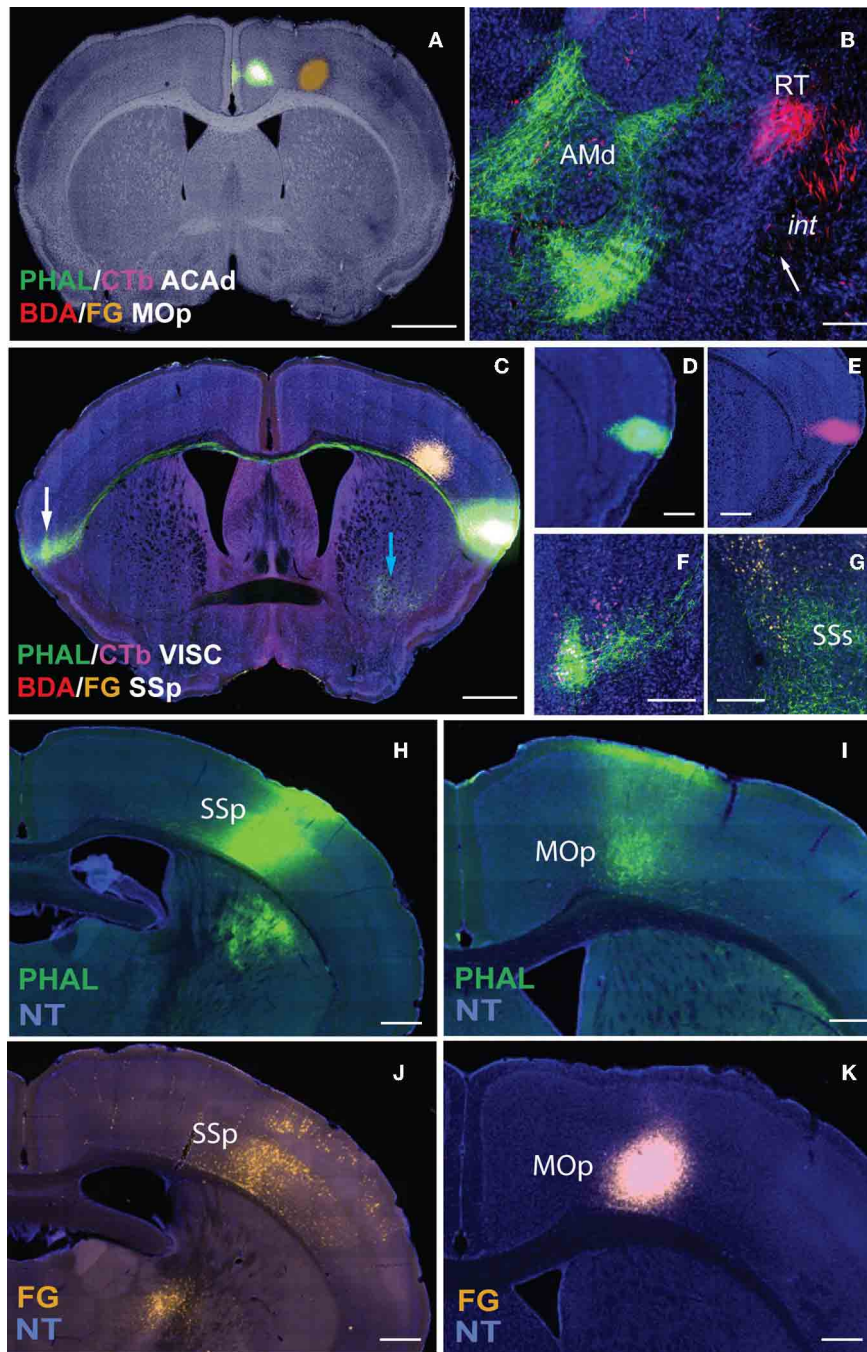 A
PHAL/CTb ACAd
BDA/FG MOp
B
RT
AMd
int
C
PHAL/CTb VISC
BDA/FG SSp
D
E
F
G
SSs
H
SSp
PHAL
NT
I
MOp
PHAL
NT
J
SSp
FG
NT
K
MOp
FG
NT